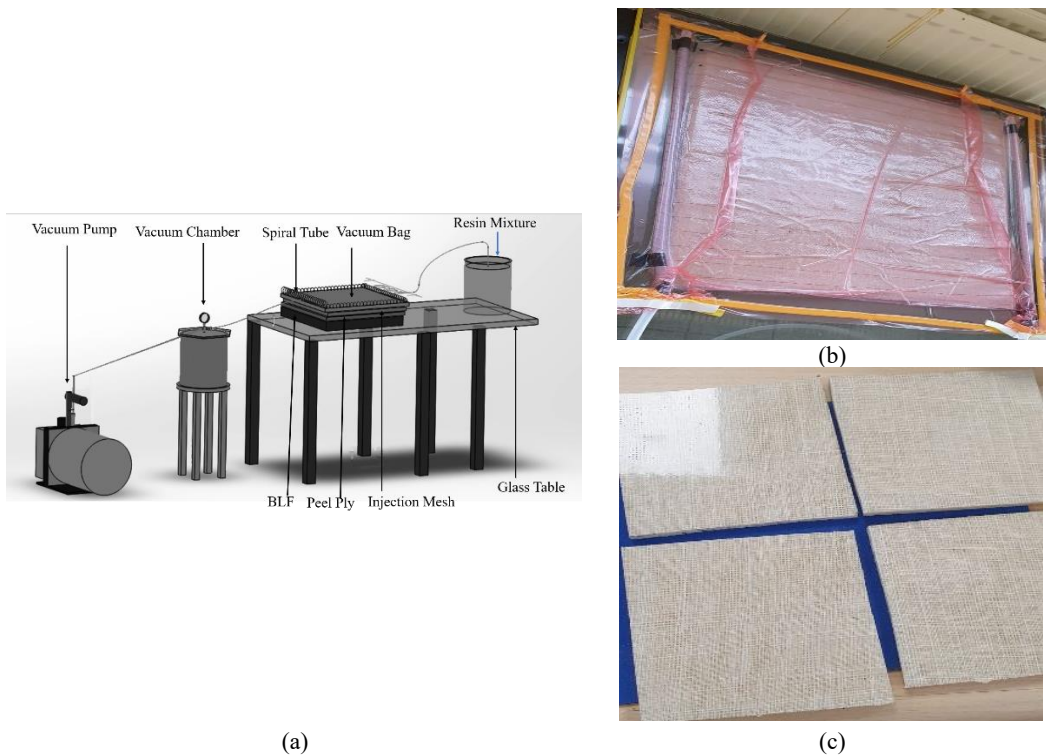 Vacuum Pump
Vacuum Chamber
Spiral Tube
Vacuum Bag
Resin Mixture
BLF
Peel Ply
Injection Mesh
Glass Table
(a)
(b)
(c)